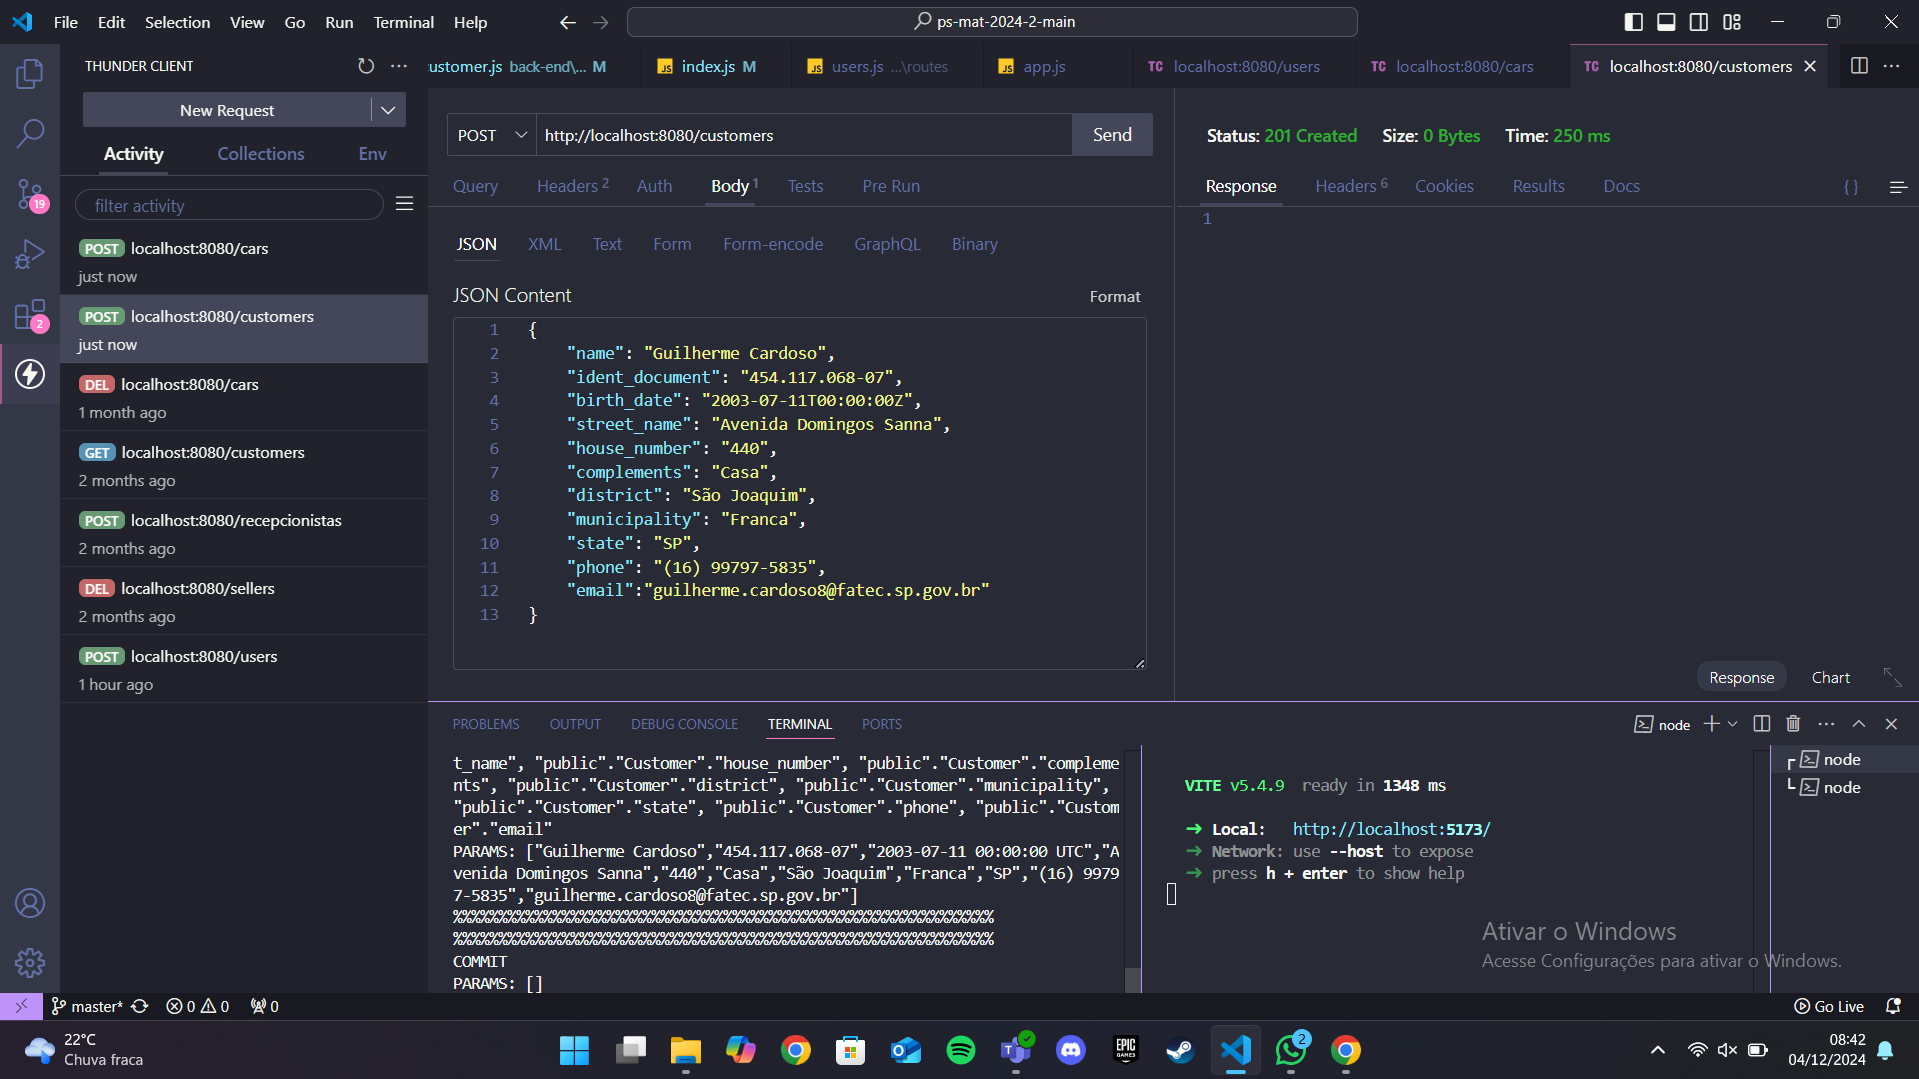 File Edit Selection View Go Run Terminal Help
ps-mat-2024-2-main
THUNDER CLIENT
ustomer.js back-end\... M
index.js M
users.js ...\routes
app.js
TC localhost:8080/users
TC localhost:8080/cars
TC localhost:8080/customers
New Request
Activity Collections Env
filter activity
POST localhost:8080/cars
just now
POST localhost:8080/customers
just now
DEL localhost:8080/cars
1 month ago
GET localhost:8080/customers
2 months ago
POST localhost:8080/recepcionistas
2 months ago
DEL localhost:8080/sellers
2 months ago
POST localhost:8080/users
1 hour ago
19
2
POST http://localhost:8080/customers Send
Query Headers 2 Auth Body 1 Tests Pre Run
JSON XML Text Form Form-encode GraphQL Binary
JSON Content Format
1 {
2 "name": "Guilherme Cardoso",
3 "ident_document": "454.117.068-07",
4 "birth_date": "2003-07-11T00:00:00Z",
5 "street_name": "Avenida Domingos Sanna",
6 "house_number": "440",
7 "complements": "Casa",
8 "district": "São Joaquim",
9 "municipality": "Franca",
10 "state": "SP",
11 "phone": "(16) 99797-5835",
12 "email":"guilherme.cardoso8@fatec.sp.gov.br"
13 }
Status: 201 Created Size: 0 Bytes Time: 250 ms
Response Headers 6 Cookies Results Docs { }
1
Response Chart
PROBLEMS OUTPUT DEBUG CONSOLE TERMINAL PORTS
node
t_name", "public"."Customer"."house_number", "public"."Customer"."compleme
nts", "public"."Customer"."district", "public"."Customer"."municipality",
"public"."Customer"."state", "public"."Customer"."phone", "public"."Custom
er"."email"
PARAMS: ["Guilherme Cardoso","454.117.068-07","2003-07-11 00:00:00 UTC","A
venida Domingos Sanna","440","Casa","São Joaquim","Franca","SP","(16) 9979
7-5835","guilherme.cardoso8@fatec.sp.gov.br"]
%%%%%%%%%%%%%%%%%%%%%%%%%%%%%%%%%%%%%%%%%%%%%%%%%%%%%%%%%%%%
%%%%%%%%%%%%%%%%%%%%%%%%%%%%%%%%%%%%%%%%%%%%%%%%%%%%%%%%%%%%
COMMIT
PARAMS: []
VITE v5.4.9 ready in 1348 ms
➜ Local: http://localhost:5173/
➜ Network: use --host to expose
➜ press h + enter to show help
node
node
Ativar o Windows
Acesse Configurações para ativar o Windows.
master* 0 0 0
Go Live
22°C
Chuva fraca
EPIC GAMES
2
08:42
04/12/2024